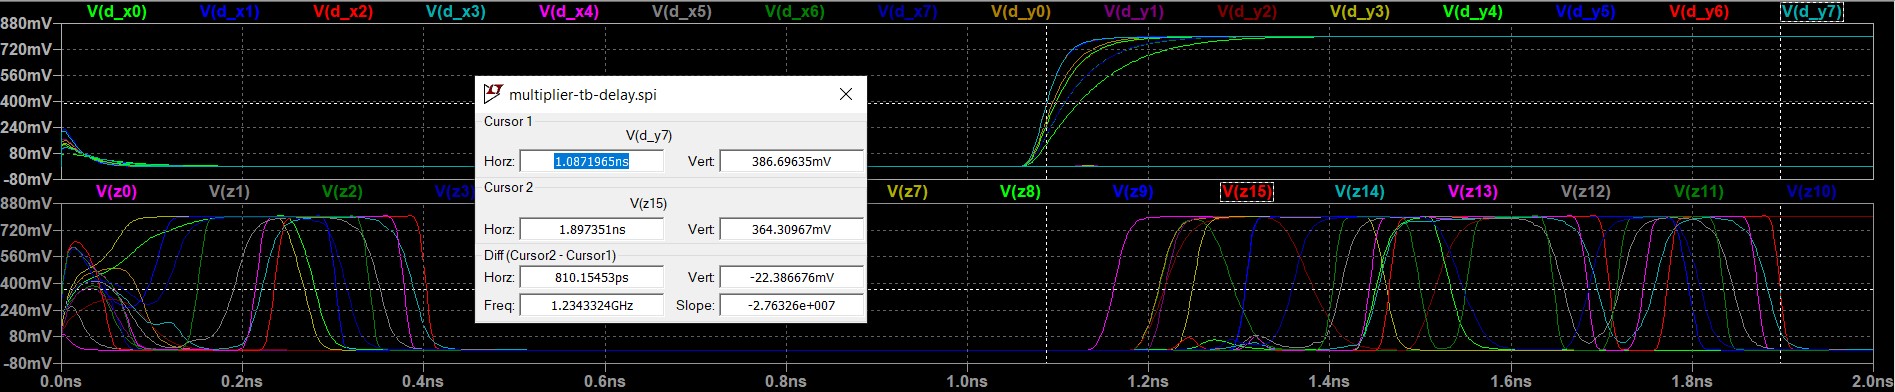 V(d_x0) V(d_x1) V(d_x2) V(d_x3) V(d_x4) V(d_x5) V(d_x6) V(d_x7) V(d_y0) V(d_y1) V(d_y2) V(d_y3) V(d_y4) V(d_y5) V(d_y6) V(d_y7)
880mV
720mV
560mV
400mV
240mV
80mV
-80mV
multiplier-tb-delay.spi
Cursor 1
V(d_y7)
Horz: 1.0871965ns Vert: 386.69635mV
Cursor 2
V(z15)
Horz: 1.897351ns Vert: 364.30967mV
Diff (Cursor2 - Cursor1)
Horz: 810.15453ps Vert: -22.386676mV
Freq: 1.2343324GHz Slope: -2.76326e+007
V(z0) V(z1) V(z2) V(z3) V(z7) V(z8) V(z9) V(z15) V(z14) V(z13) V(z12) V(z11) V(z10)
880mV
720mV
560mV
400mV
240mV
80mV
-80mV
0.0ns 0.2ns 0.4ns 0.6ns 0.8ns 1.0ns 1.2ns 1.4ns 1.6ns 1.8ns 2.0ns